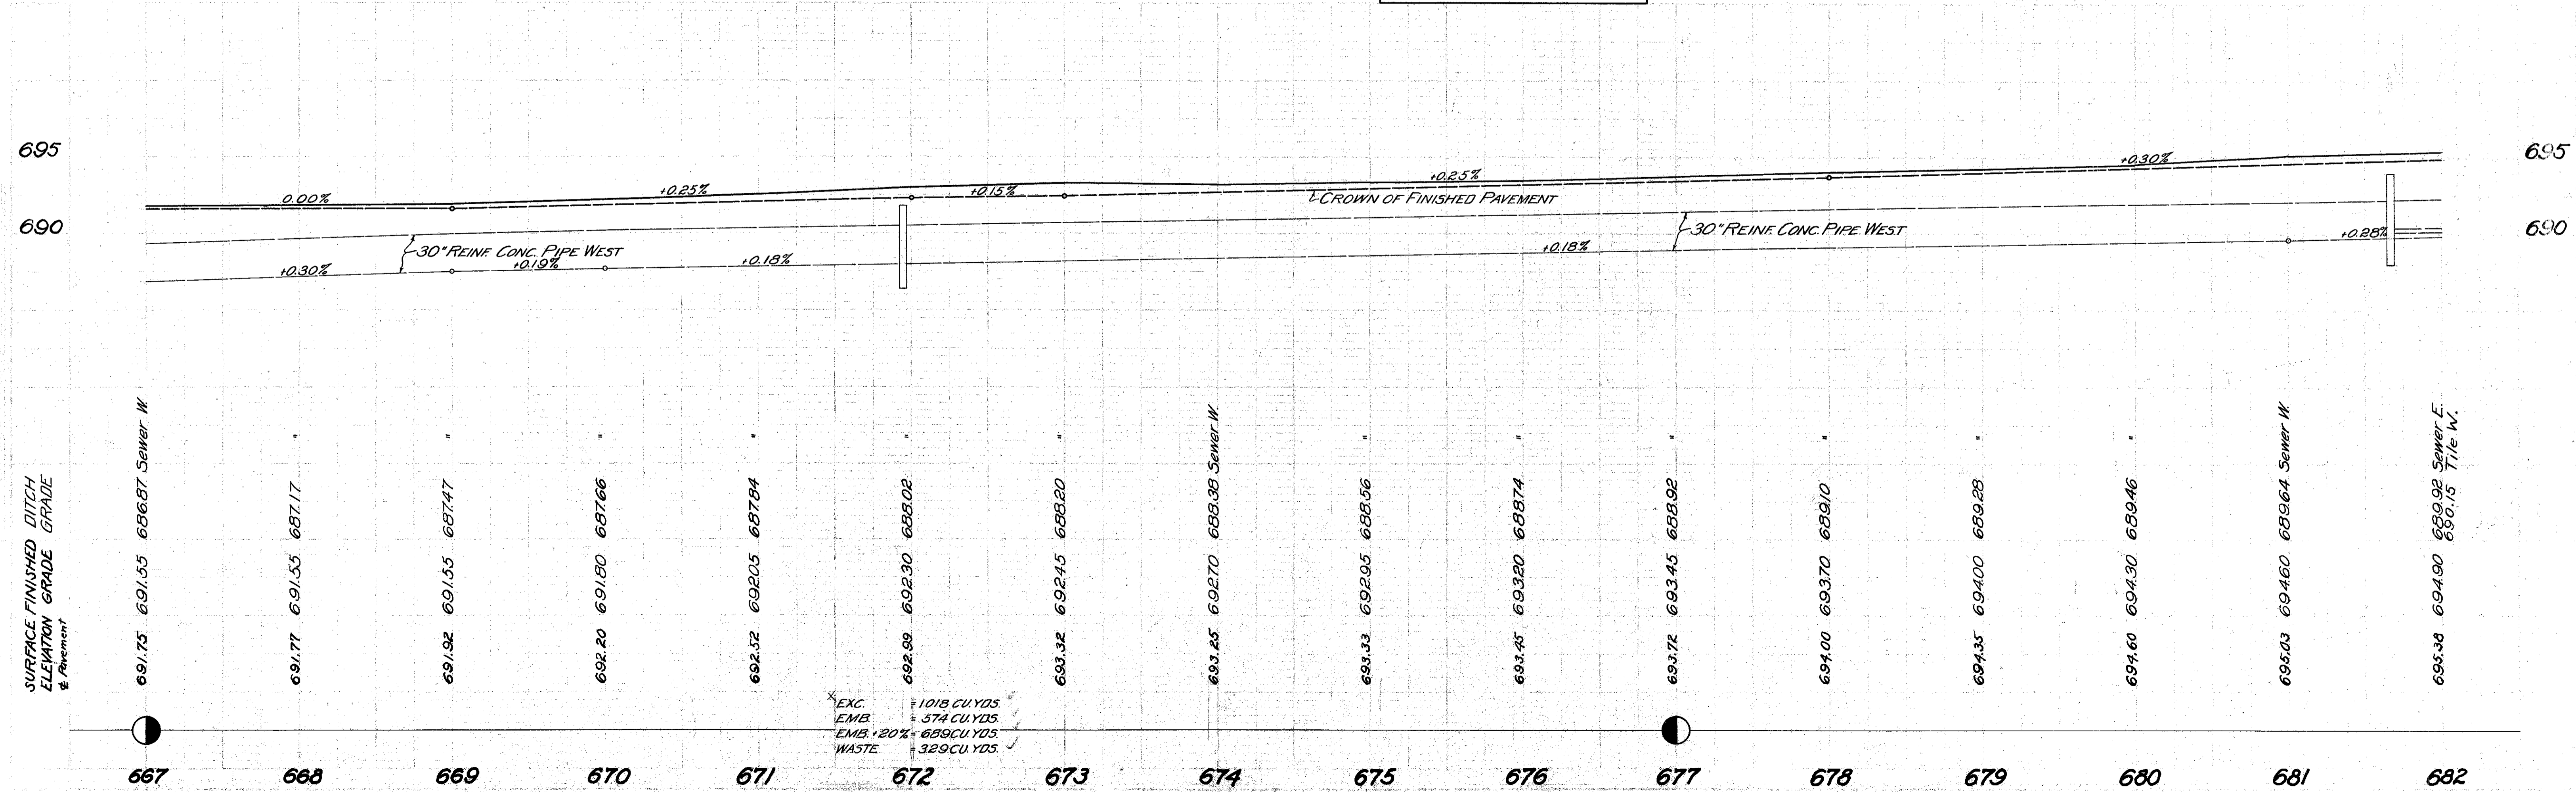 695
695
0.00%
+0.25%
+0.15%
+0.25%
+0.30%
CROWN OF FINISHED PAVEMENT
690
690
30" REINF. CONC. PIPE WEST
30" REINF. CONC. PIPE WEST
+0.30%
+0.19%
+0.18%
+0.18%
+0.28%
SURFACE FINISHED DITCH
ELEVATION GRADE GRADE
℄ Pavement
691.75 691.55 686.87 Sewer W.
691.77 691.55 687.17 "
691.92 691.55 687.47 "
692.20 691.80 687.66 "
692.52 692.05 687.84 "
692.99 692.30 688.02 "
693.32 692.45 688.20 "
693.25 692.70 688.38 Sewer W.
693.33 692.95 688.56 "
693.45 693.20 688.74 "
693.72 693.45 688.92 "
694.00 693.70 689.10 "
694.35 694.00 689.28 "
694.60 694.30 689.46 "
695.03 694.60 689.64 Sewer W.
695.38 694.90 689.92 Sewer E.
690.15 Tile W.
EXC. = 1018 CU. YDS.
EMB. = 574 CU. YDS.
EMB. +20% = 689 CU. YDS.
WASTE = 329 CU. YDS.
667 668 669 670 671 672 673 674 675 676 677 678 679 680 681 682